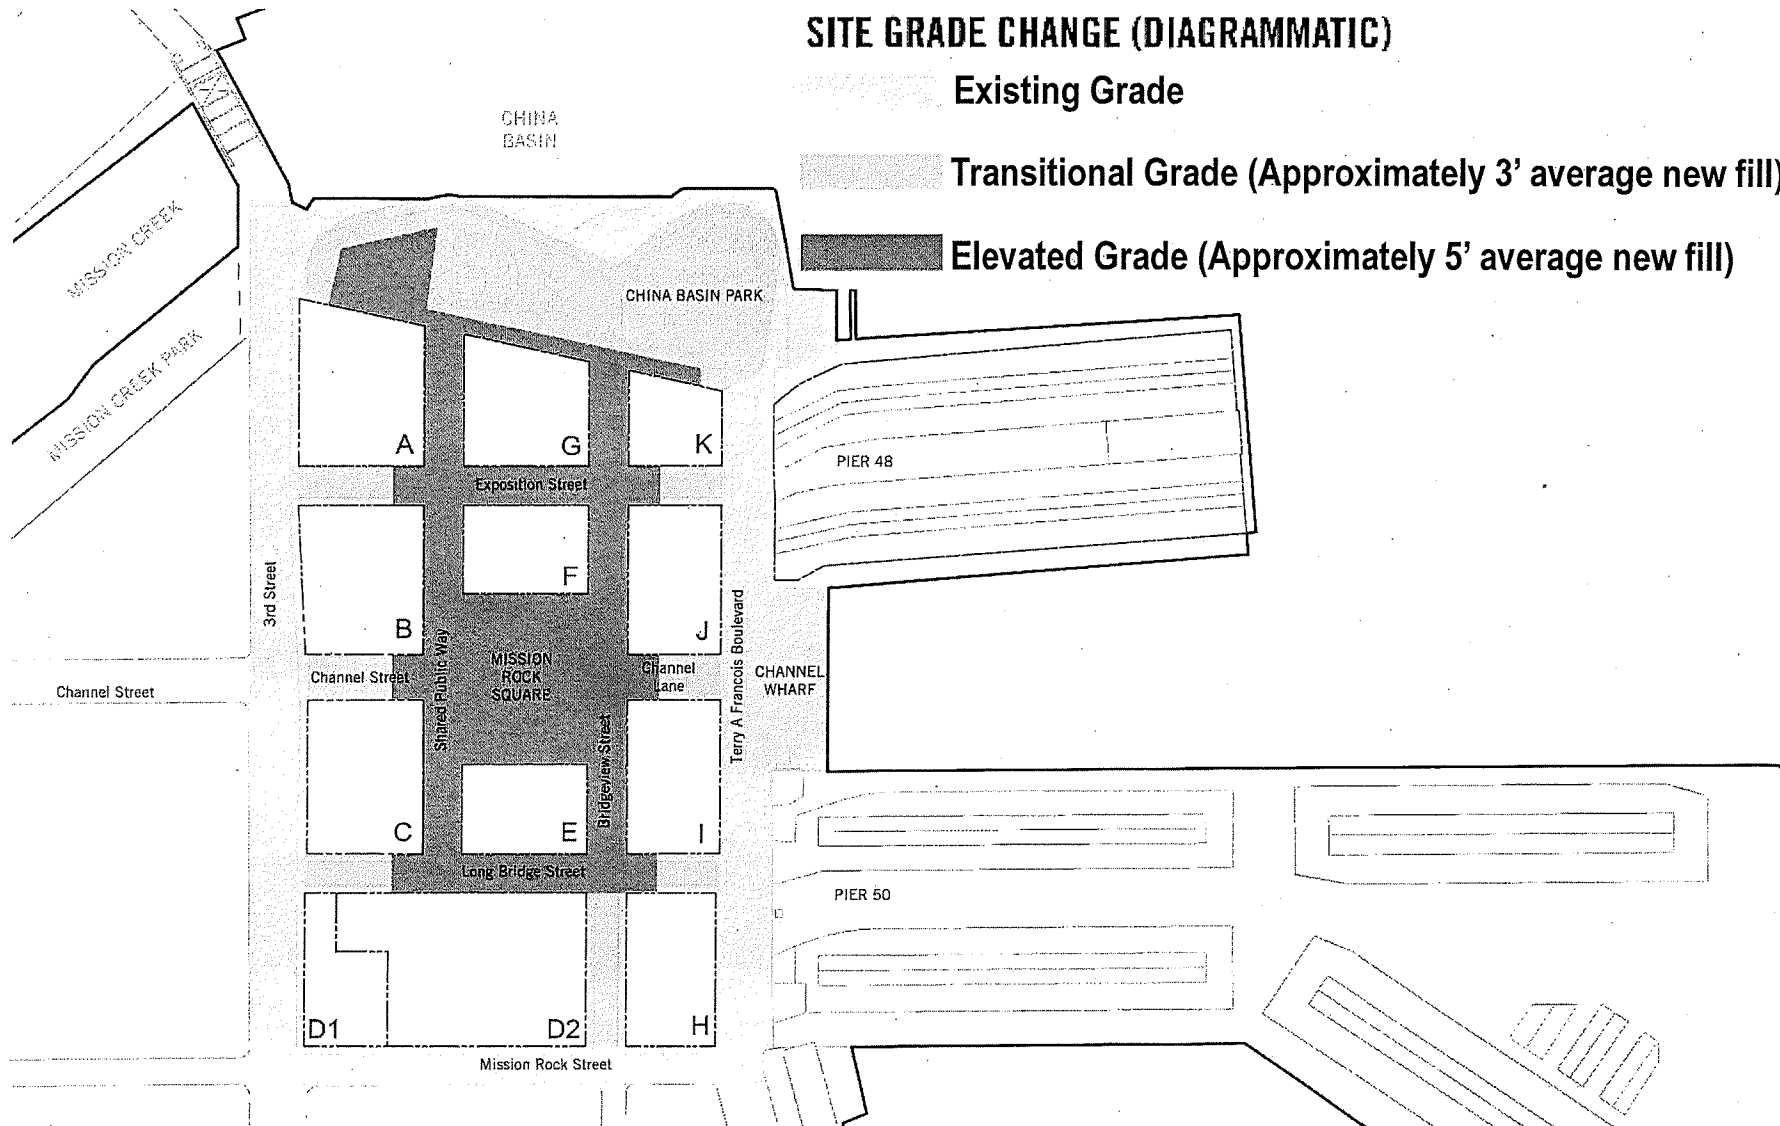 SITE GRADE CHANGE (DIAGRAMMATIC)
Existing Grade
Transitional Grade (Approximately 3' average new fill)
Elevated Grade (Approximately 5' average new fill)
CHINA
BASIN
MISSION CREEK
MISSION CREEK PARK
CHINA BASIN PARK
A
G
K
PIER 48
Exposition Street
F
3rd Street
B
J
Shared Public Way
MISSION
ROCK
SQUARE
Terry A Francois Boulevard
Channel Street
Channel Street
Channel
Lane
CHANNEL
WHARF
Bridgeview Street
C
E
I
Long Bridge Street
PIER 50
D1
D2
H
Mission Rock Street